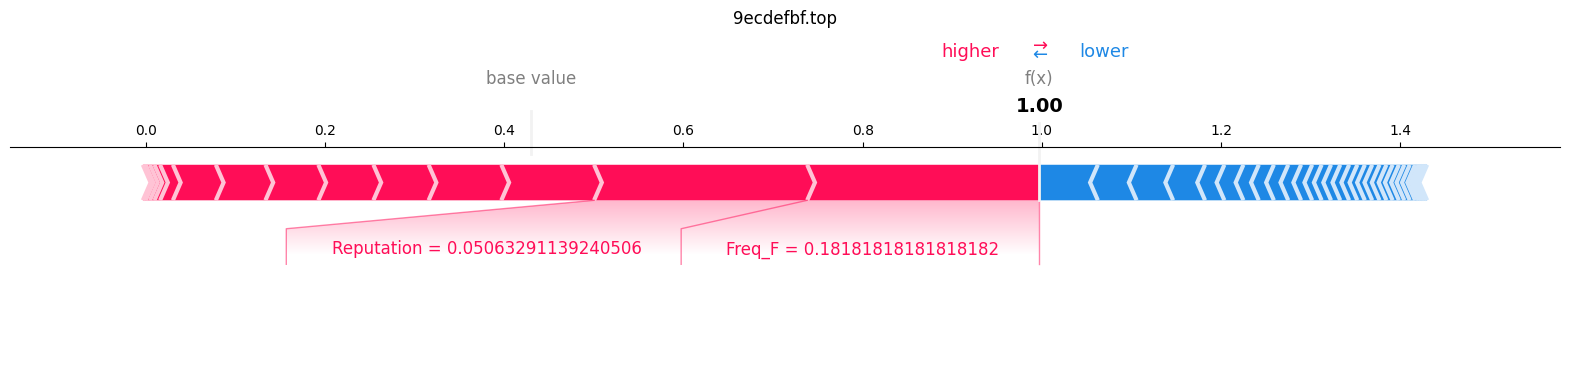 9ecdefbf.top
higher → ← lower
base value f(x)
1.00
0.0 0.2 0.4 0.6 0.8 1.0 1.2 1.4
Reputation = 0.05063291139240506 Freq_F = 0.18181818181818182